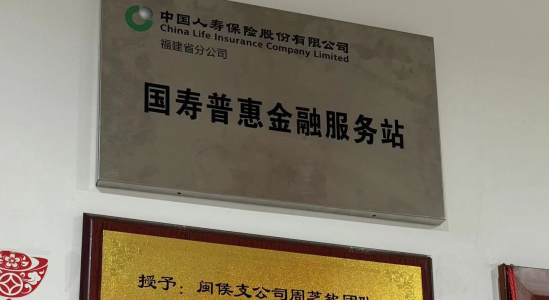 中国人寿保险股份有限公司
China Life Insurance Company Limited
福建省分公司
国寿普惠金融服务站
授予：闽侯支公司周芝